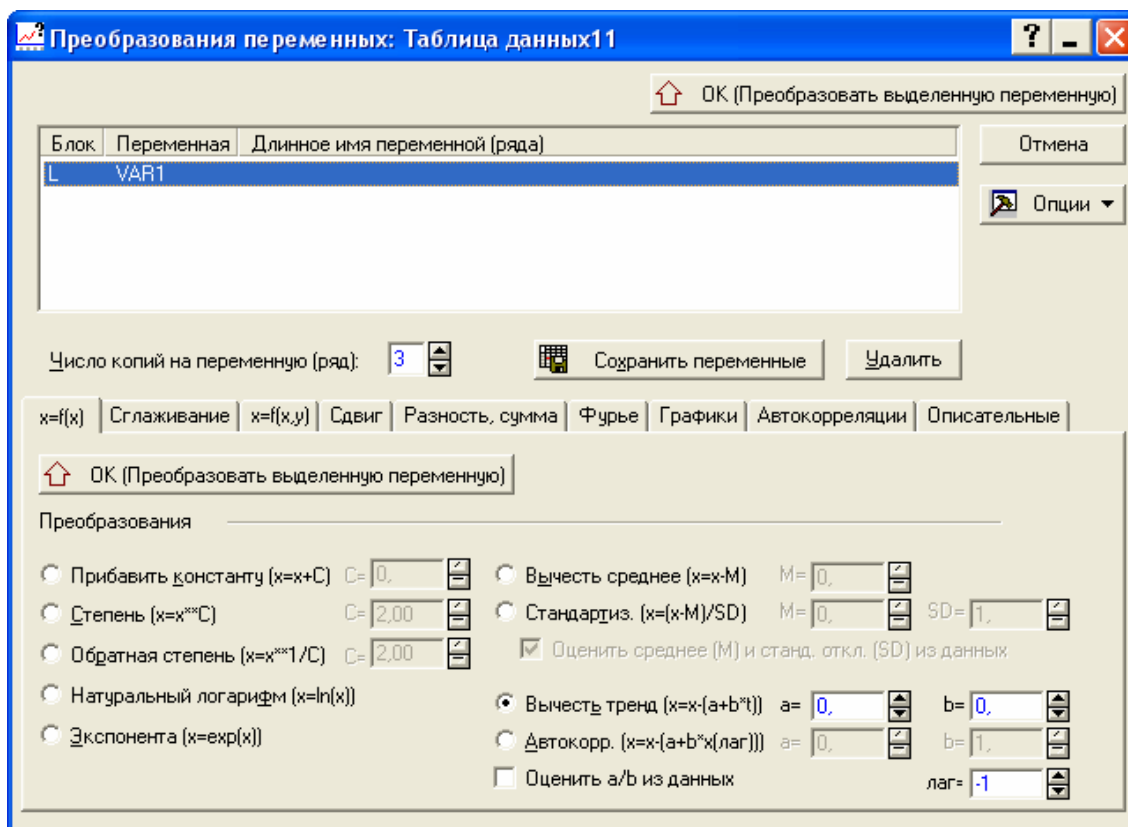 Преобразования переменных: Таблица данных11
OK (Преобразовать выделенную переменную)
Блок Переменная Длинное имя переменной (ряда)
Отмена
L VAR1
Опции
Число копий на переменную (ряд): 3 Сохранить переменные Удалить
x=f(x) Сглаживание x=f(x,y) Сдвиг Разность, сумма Фурье Графики Автокорреляции Описательные
OK (Преобразовать выделенную переменную)
Преобразования
Прибавить константу (x=x+C) C= 0, Вычесть среднее (x=x-M) M= 0,
Степень (x=x**C) C= 2,00 Стандартиз. (x=(x-M)/SD) M= 0, SD= 1,
Обратная степень (x=x**1/C) C= 2,00 Оценить среднее (M) и станд. откл. (SD) из данных
Натуральный логарифм (x=ln(x)) Вычесть тренд (x=x-(a+b*t)) a= 0, b= 0,
Экспонента (x=exp(x)) Автокорр. (x=x-(a+b*x(лаг))) a= 0, b= 1,
Оценить a/b из данных лаг= -1